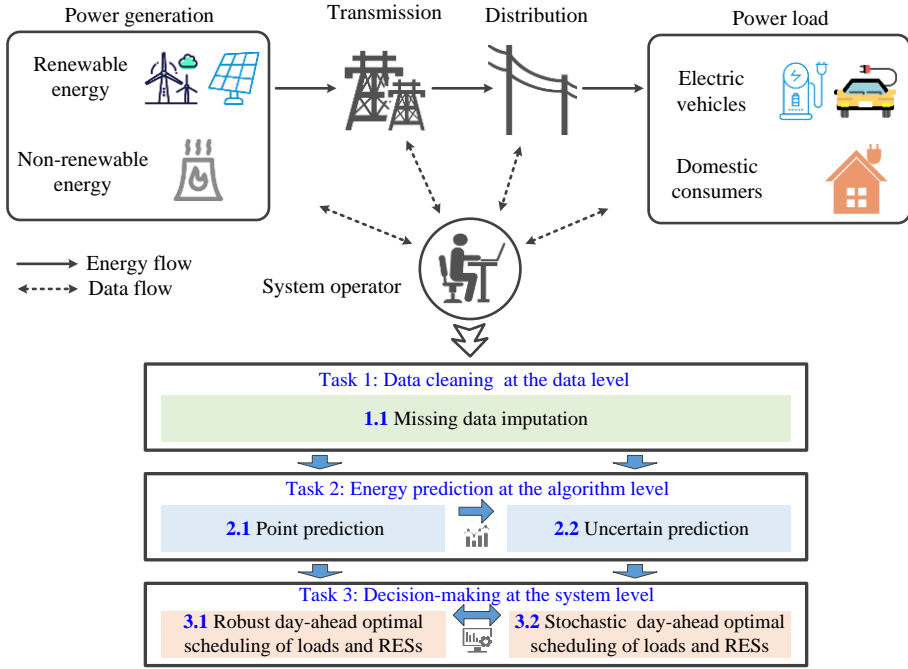 Power generation
Transmission
Distribution
Power load
Renewable
energy
Non-renewable
energy
Electric
vehicles
Domestic
consumers
Energy flow
Data flow
System operator
Task 1: Data cleaning at the data level
1.1 Missing data imputation
Task 2: Energy prediction at the algorithm level
2.1 Point prediction
2.2 Uncertain prediction
Task 3: Decision-making at the system level
3.1 Robust day-ahead optimal
scheduling of loads and RESs
3.2 Stochastic day-ahead optimal
scheduling of loads and RESs